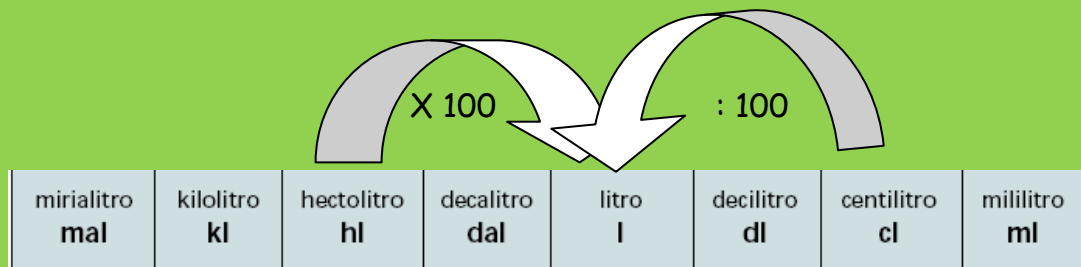 X 100 : 100
mirialitro kilolitro hectolitro decalitro litro decilitro centilitro mililitro
mal kl hl dal l dl cl ml